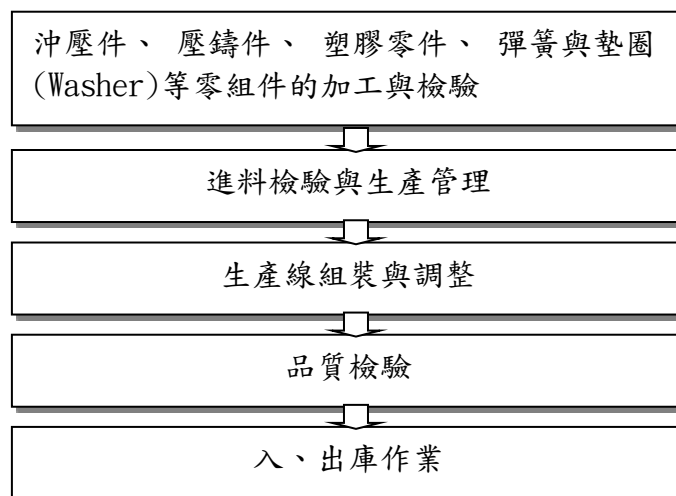 沖壓件、 壓鑄件、 塑膠零件、 彈簧與墊圈
(Washer)等零組件的加工與檢驗
進料檢驗與生產管理
生產線組裝與調整
品質檢驗
入、出庫作業